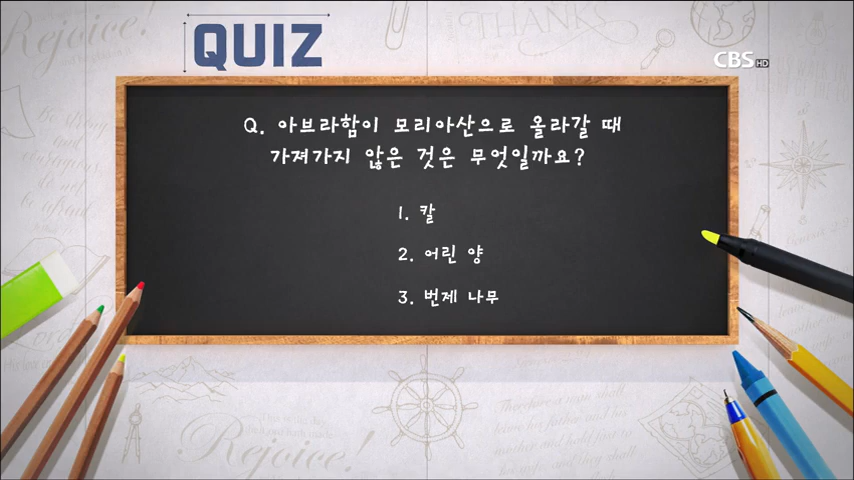 QUIZ
CBS HD
Rejoice!
Q. 아브라함이 모리아산으로 올라갈 때
가져가지 않은 것은 무엇일까요?
1. 칼
2. 어린 양
3. 번제 나무
Rejoice!